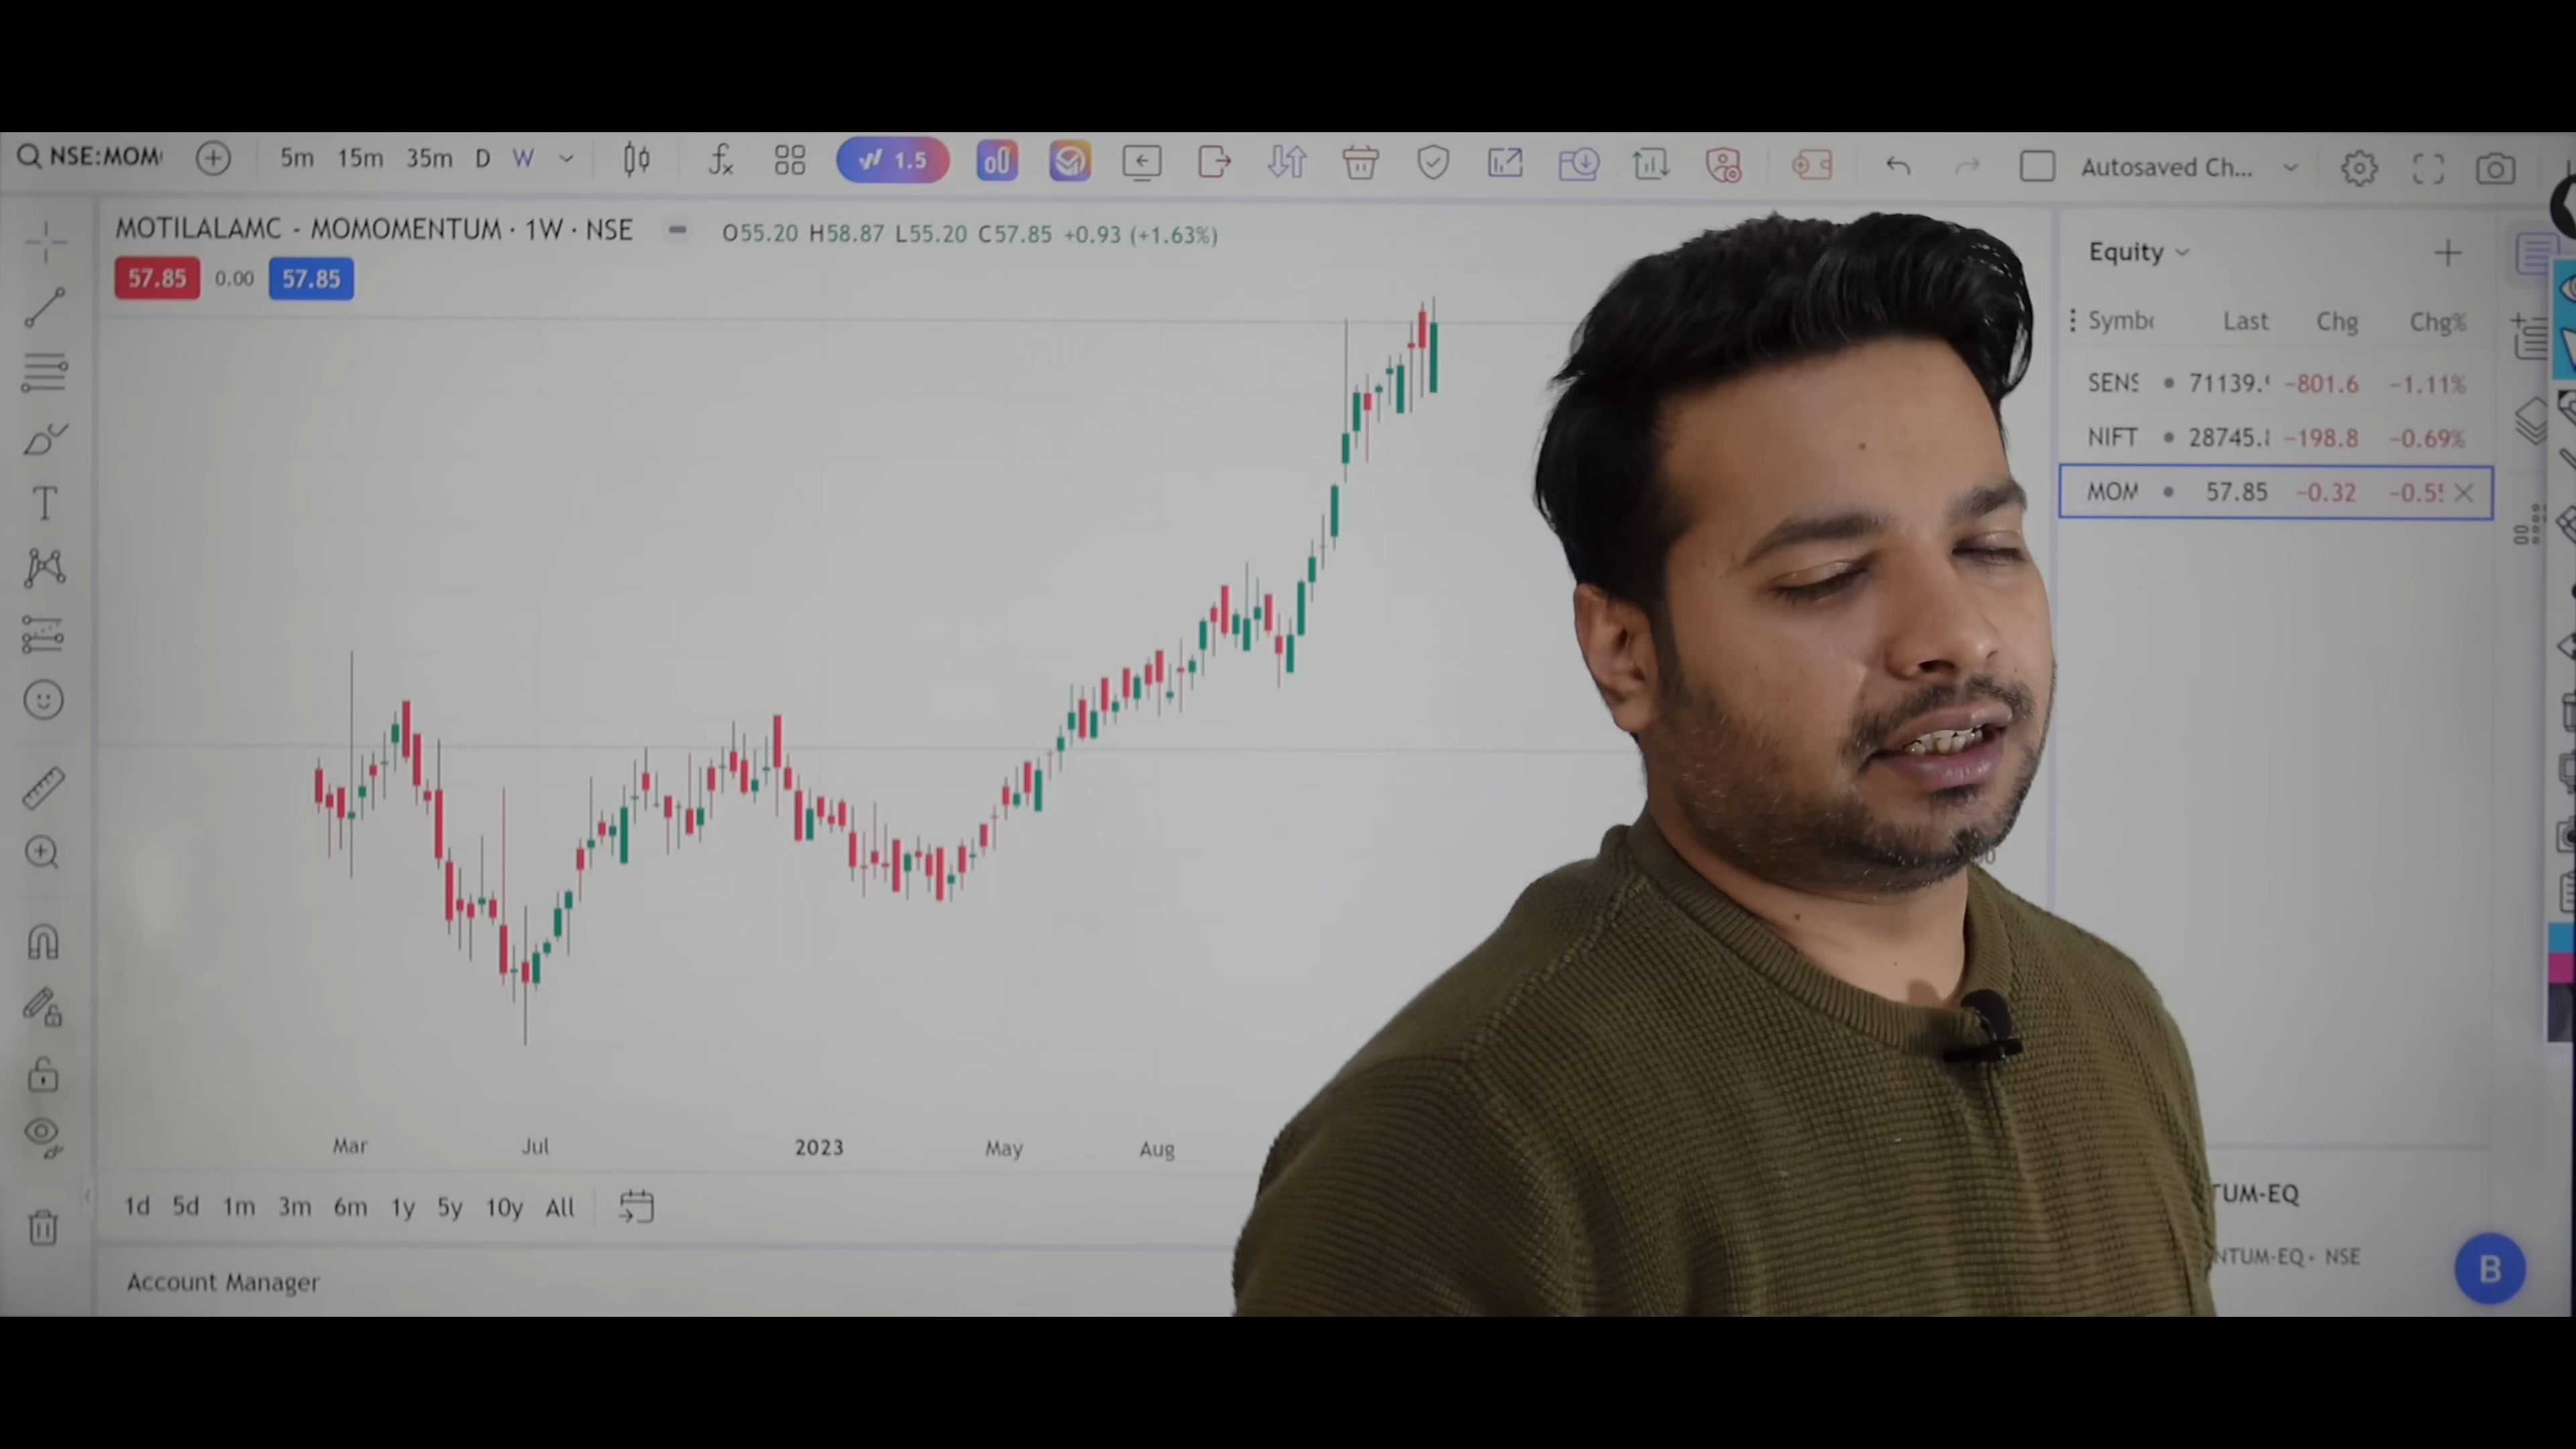 NSE:MOM
5m 15m 35m D W
1.5
Autosaved Ch...
MOTILALAMC - MOMOMENTUM · 1W · NSE
O55.20 H58.87 L55.20 C57.85 +0.93 (+1.63%)
57.85 0.00 57.85
Equity
Symb Last Chg Chg%
SENS 71139. -801.6 -1.11%
NIFT 28745. -198.8 -0.69%
MOM 57.85 -0.32 -0.5
Mar Jul 2023 May Aug
1d 5d 1m 3m 6m 1y 5y 10y All
TUM-EQ
NTUM-EQ · NSE
Account Manager
B